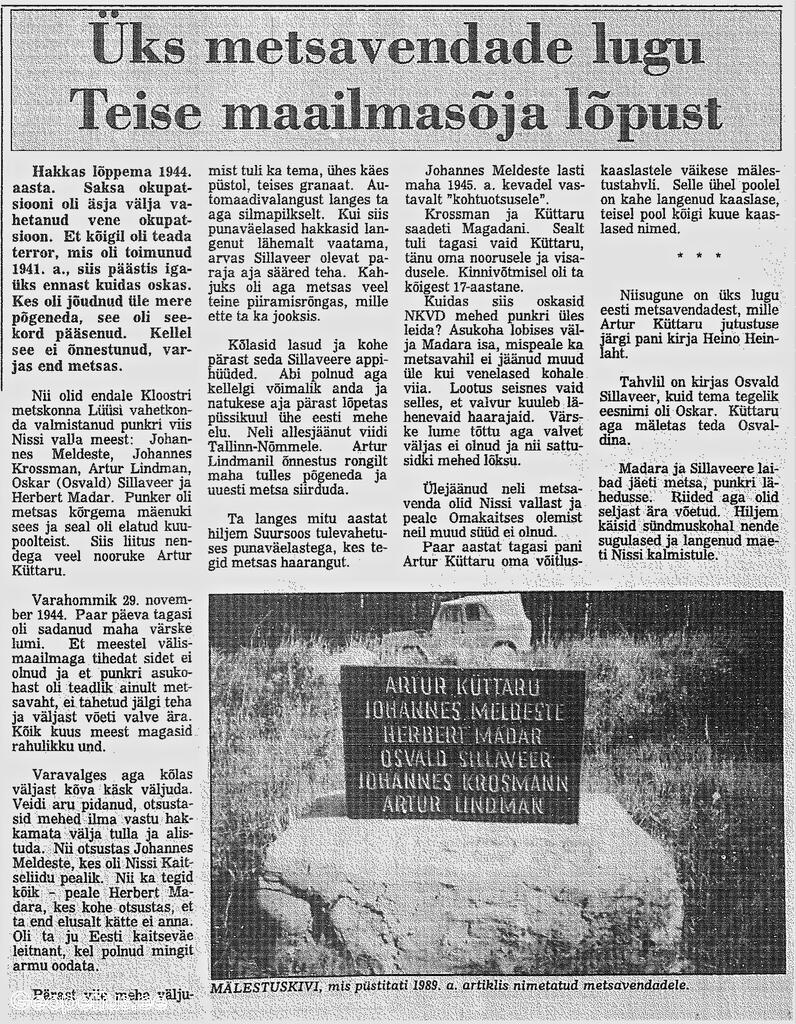 Üks metsavendade lugu
Teise maailmasõja lõpust
Hakkas lõppema 1944.
aasta. Saksa okupat-
siooni oli äsja välja va-
hetanud vene okupat-
sioon. Et kõigil oli teada
terror, mis oli toimunud
1941. a., siis päästis iga-
üks ennast kuidas oskas.
Kes oli jõudnud üle mere
põgeneda, see oli see-
kord pääsenud. Kellel
see ei õnnestunud, var-
jas end metsas.
Nii olid endale Kloostri
metskonna Lüüsi vahetkon-
da valmistanud punkri viis
Nissi valla meest: Johan-
nes Meldeste, Johannes
Krossman, Artur Lindman,
Oskar (Osvald) Sillaveer ja
Herbert Madar. Punker oli
metsas kõrgema mäenuki
sees ja seal oli elatud kuu-
poolteist. Siis liitus nen-
dega veel nooruke Artur
Küttaru.
Varahommik 29. novem-
ber 1944. Paar päeva tagasi
oli sadanud maha värske
lumi. Et meestel välis-
maailmaga tihedat sidet ei
olnud ja et punkri asuko-
hast oli teadlik ainult met-
savaht, ei tahetud jälgi teha
ja väljast võeti valve ära.
Kõik kuus meest magasid
rahulikku und.
Varavalges aga kõlas
väljast kõva käsk väljuda.
Veidi aru pidanud, otsusta-
sid mehed ilma vastu hak-
kamata välja tulla ja alis-
tuda. Nii otsustas Johannes
Meldeste, kes oli Nissi Kait-
seliidu pealik. Nii ka tegid
kõik - peale Herbert Ma-
dara, kes kohe otsustas, et
ta end elusalt kätte ei anna.
Oli ta ju Eesti kaitseväe
leitnant, kel polnud mingit
armu oodata.
Pärast viie mehe välju-
mist tuli ka tema, ühes käes
püstol, teises granaat. Au-
tomaadivalangust langes ta
aga silmapilkselt. Kui siis
punaväelased hakkasid lan-
genut lähemalt vaatama,
arvas Sillaveer olevat pa-
raja aja sääred teha. Kah-
juks oli aga metsas veel
teine piiramisrõngas, mille
ette ta ka jooksis.
Kõlasid lasud ja kohe
pärast seda Sillaveere appi-
hüüded. Abi polnud aga
kellelgi võimalik anda ja
natukese aja pärast lõpetas
püssikuul ühe eesti mehe
elu. Neli allesjäänut viidi
Tallinn-Nõmmele. Artur
Lindmanil õnnestus rongilt
maha tulles põgeneda ja
uuesti metsa siirduda.
Ta langes mitu aastat
hiljem Suursoos tulevahetu-
ses punaväelastega, kes te-
gid metsas haarangut.
Johannes Meldeste lasti
maha 1945. a. kevadel vas-
tavalt "kohtuotsusele".
Krossman ja Küttaru
saadeti Magadani. Sealt
tuli tagasi vaid Küttaru,
tänu oma noorusele ja visa-
dusele. Kinnivõtmisel oli ta
kõigest 17-aastane.
Kuidas siis oskasid
NKVD mehed punkri üles
leida? Asukoha lobises väl-
ja Madara isa, mispeale ka
metsavahil ei jäänud muud
üle kui venelased kohale
viia. Lootus seisnes vaid
selles, et valvur kuuleb lä-
henevaid haarajaid. Värs-
ke lume tõttu aga valvet
väljas ei olnud ja nii sattu-
sidki mehed lõksu.
Ülejäänud neli metsa-
venda olid Nissi vallast ja
peale Omakaitses olemist
neil muud süüd ei olnud.
Paar aastat tagasi pani
Artur Küttaru oma võitlus-
kaaslastele väikese mäles-
tustahvli. Selle ühel poolel
on kahe langenud kaaslase,
teisel pool kõigi kuue kaas-
lased nimed.
* * *
Niisugune on üks lugu
eesti metsavendadest, mille
Artur Küttaru jutustuse
järgi pani kirja Heino Hein-
laht.
Tahvlil on kirjas Osvald
Sillaveer, kuid tema tegelik
eesnimi oli Oskar. Küttaru
aga mäletas teda Osval-
dina.
Madara ja Sillaveere lai-
bad jäeti metsa, punkri lä-
hedusse. Riided aga olid
seljast ära võetud. Hiljem
käisid sündmuskohal nende
sugulased ja langenud mae-
ti Nissi kalmistule.
ARTUR KÜTTARU
JOHANNES MELDESTE
HERBERT MADAR
OSVALD SILLAVEER
JOHANNES KROSMANN
ARTUR LINDMAN
MÄLESTUSKIVI, mis püstitati 1989. a. artiklis nimetatud metsavendadele.